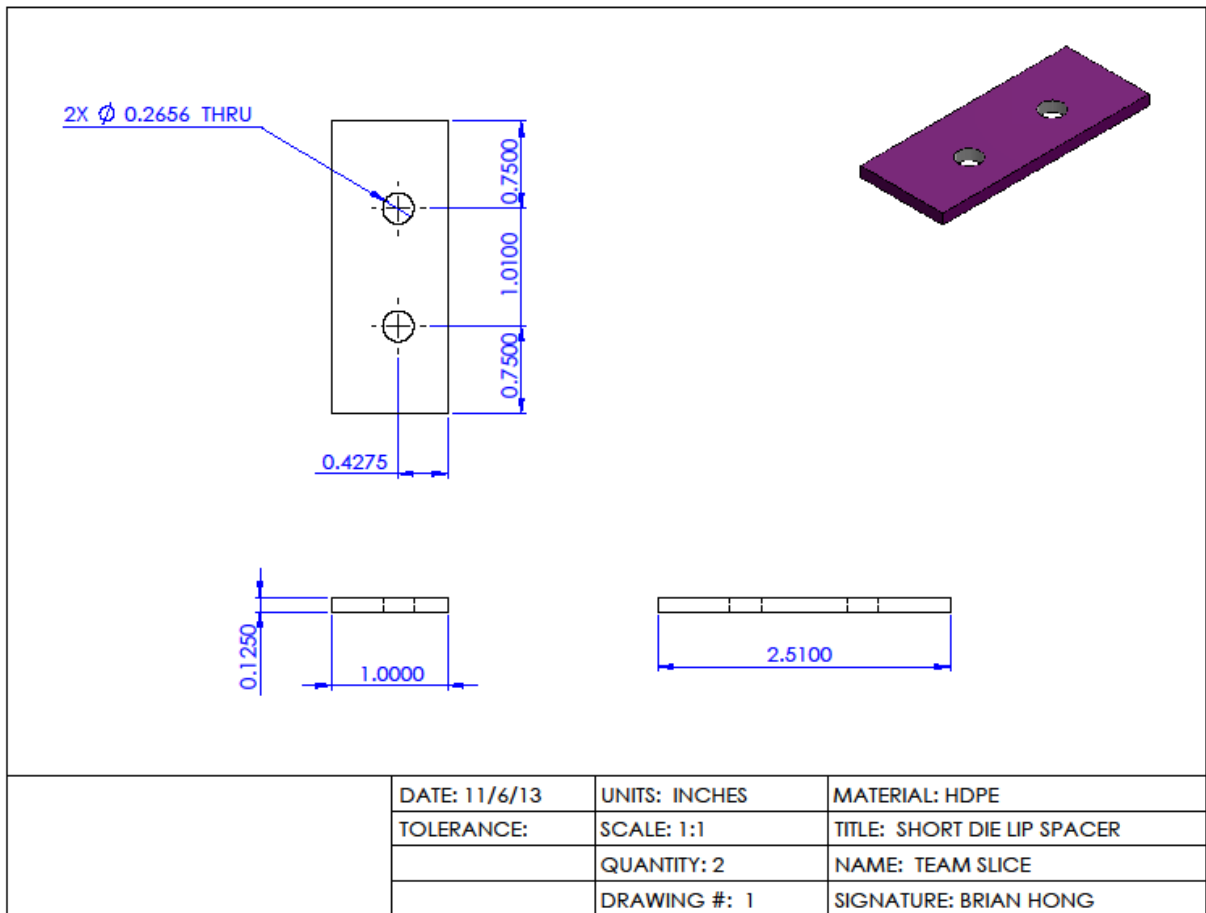 2X Ø 0.2656 THRU
0.7500
1.0100
0.7500
0.4275
0.1250
1.0000
2.5100
DATE: 11/6/13 UNITS: INCHES MATERIAL: HDPE
TOLERANCE: SCALE: 1:1 TITLE: SHORT DIE LIP SPACER
QUANTITY: 2 NAME: TEAM SLICE
DRAWING #: 1 SIGNATURE: BRIAN HONG